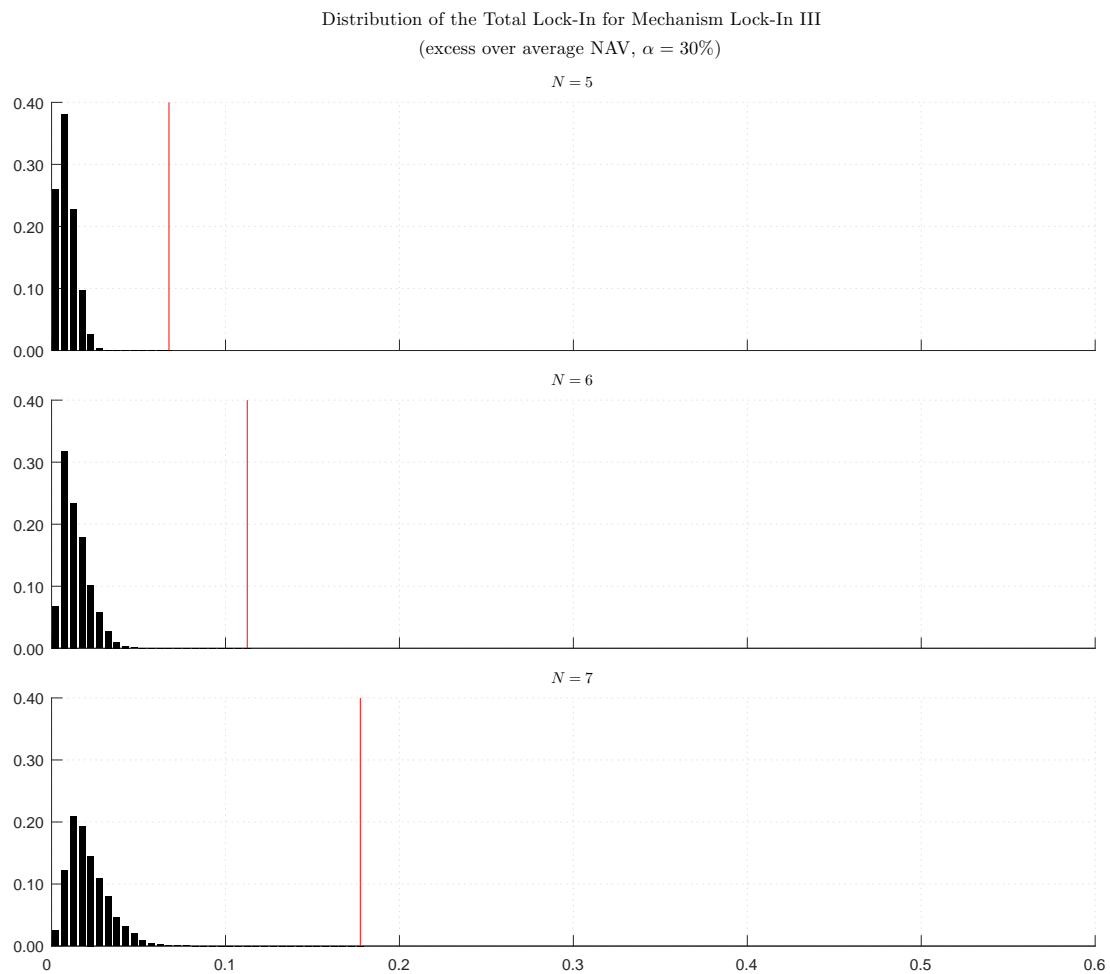 Distribution of the Total Lock-In for Mechanism Lock-In III
(excess over average NAV, α = 30%)
N = 5
0.40
0.30
0.20
0.10
0.00
N = 6
0.40
0.30
0.20
0.10
0.00
N = 7
0.40
0.30
0.20
0.10
0.00
0 0.1 0.2 0.3 0.4 0.5 0.6